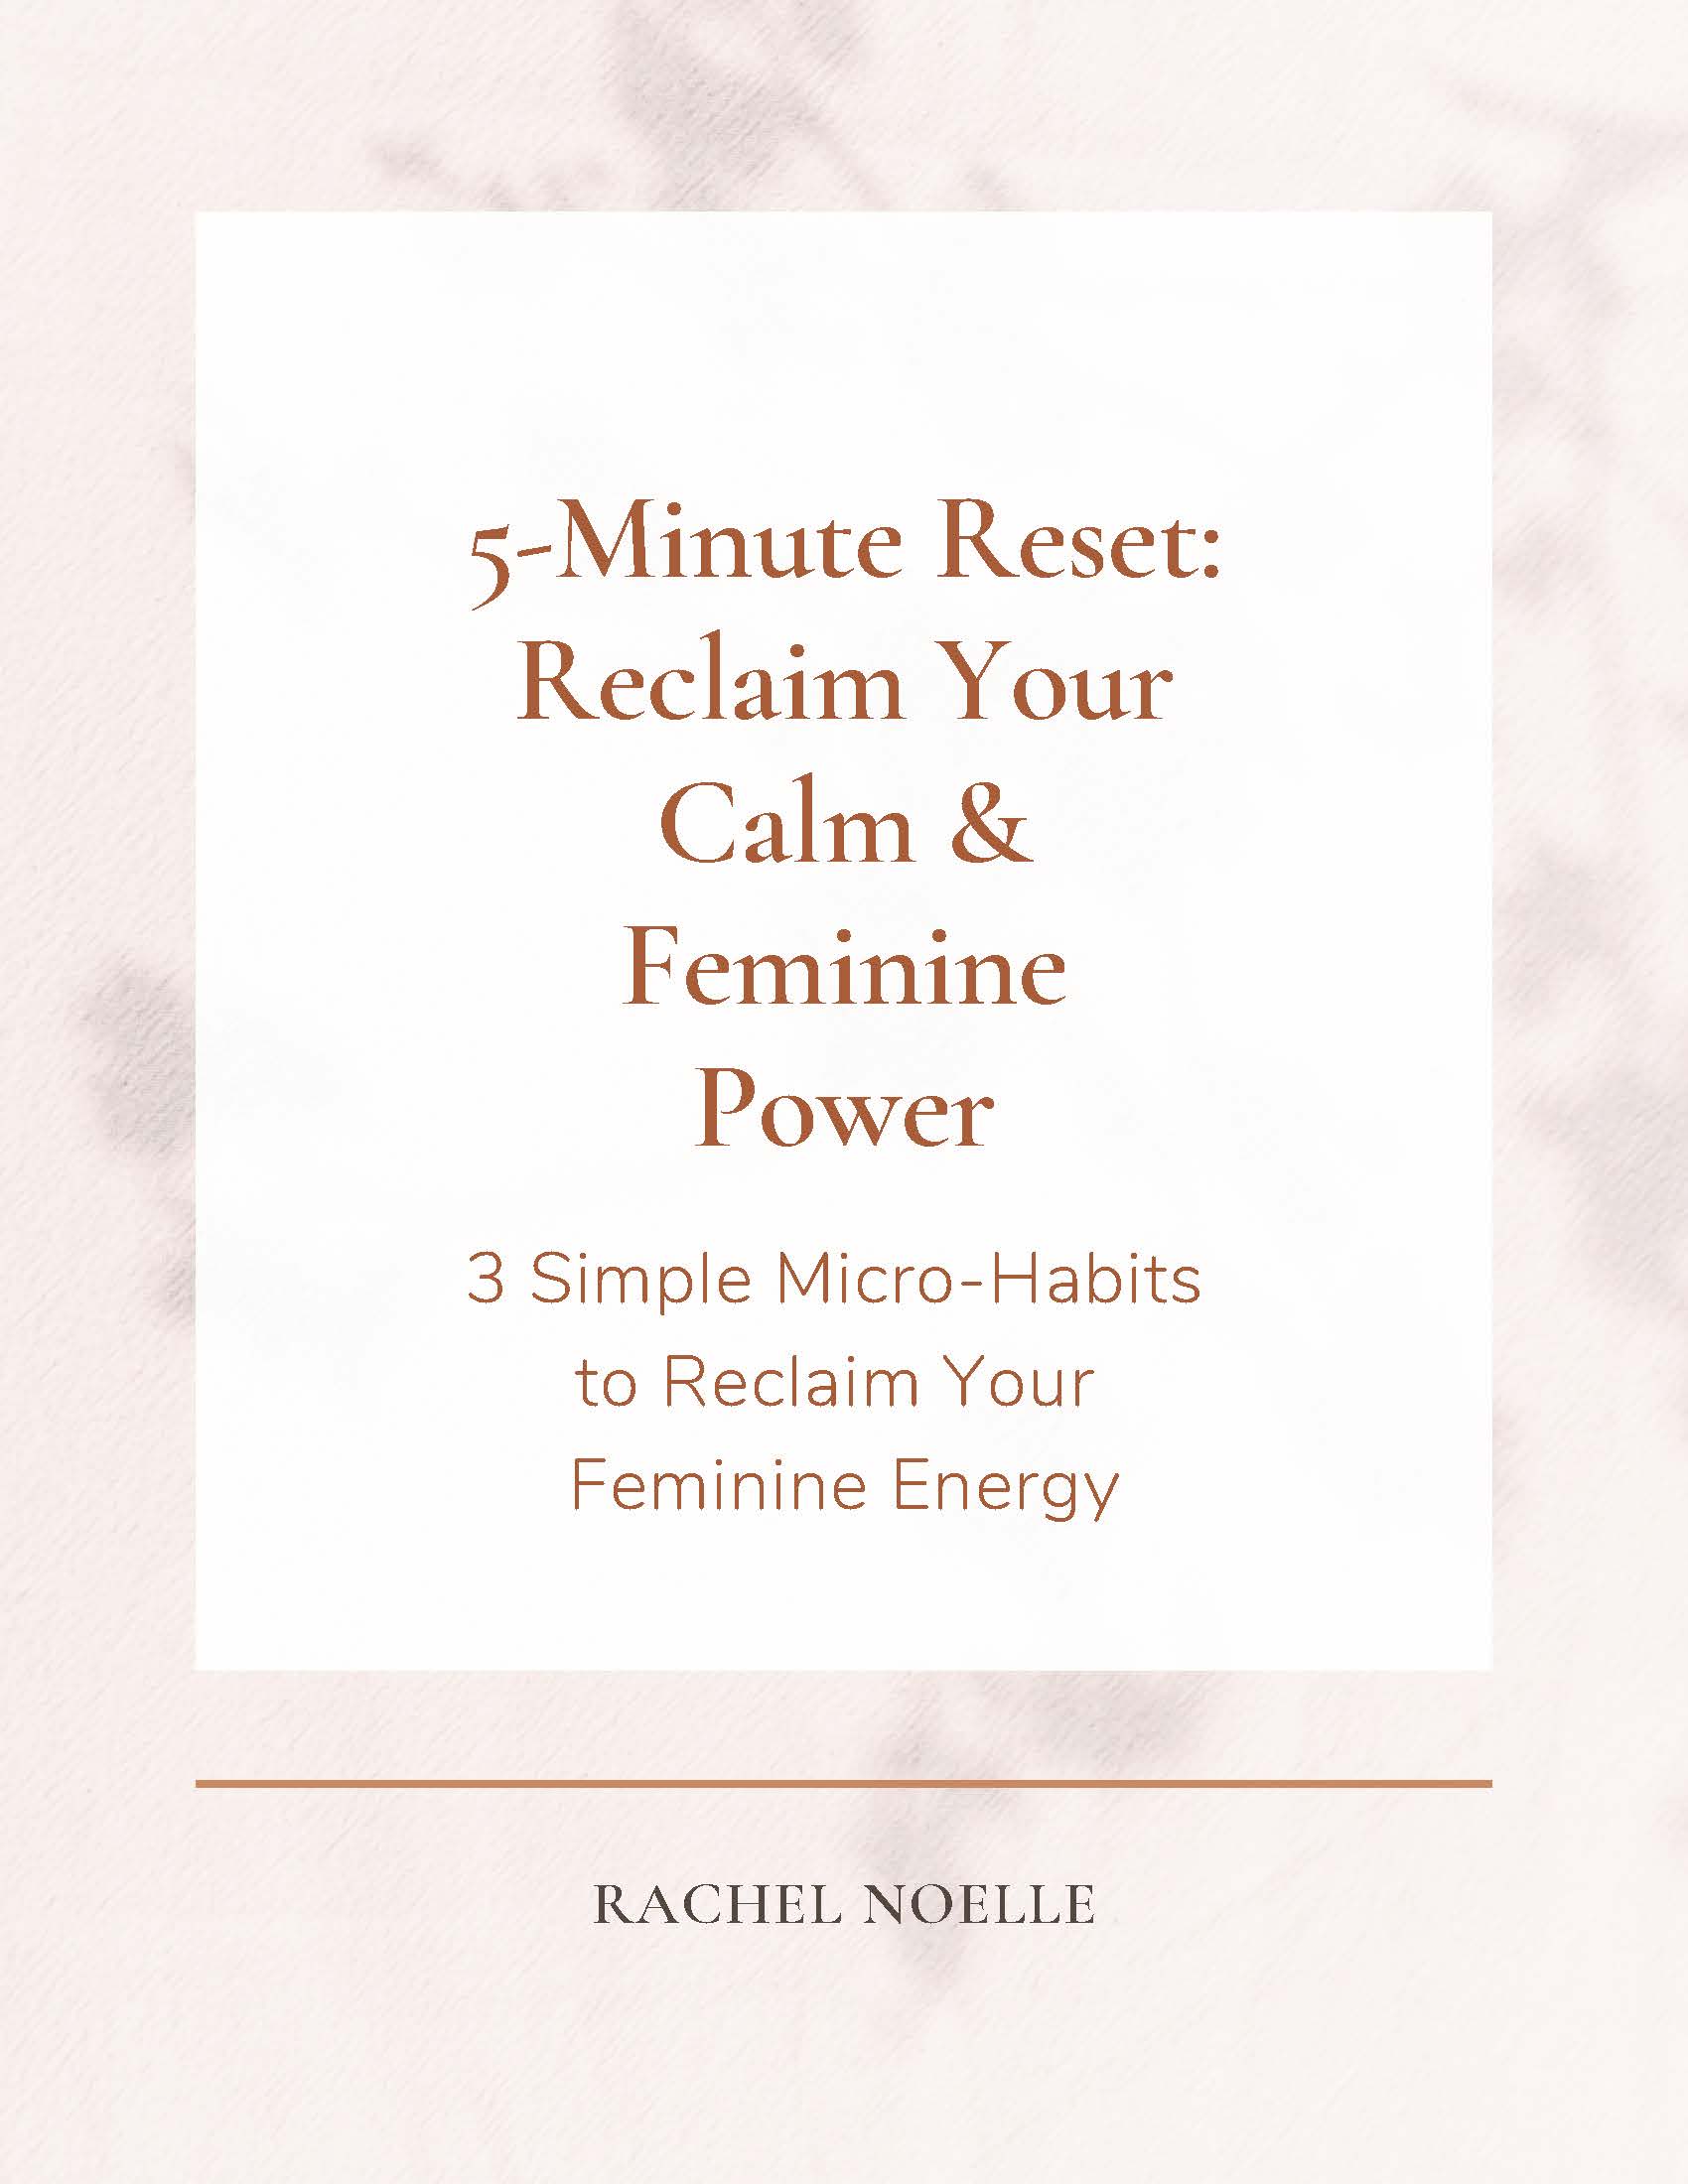 5-Minute Reset:
Reclaim Your
Calm &
Feminine
Power
3 Simple Micro-Habits
to Reclaim Your
Feminine Energy
RACHEL NOELLE